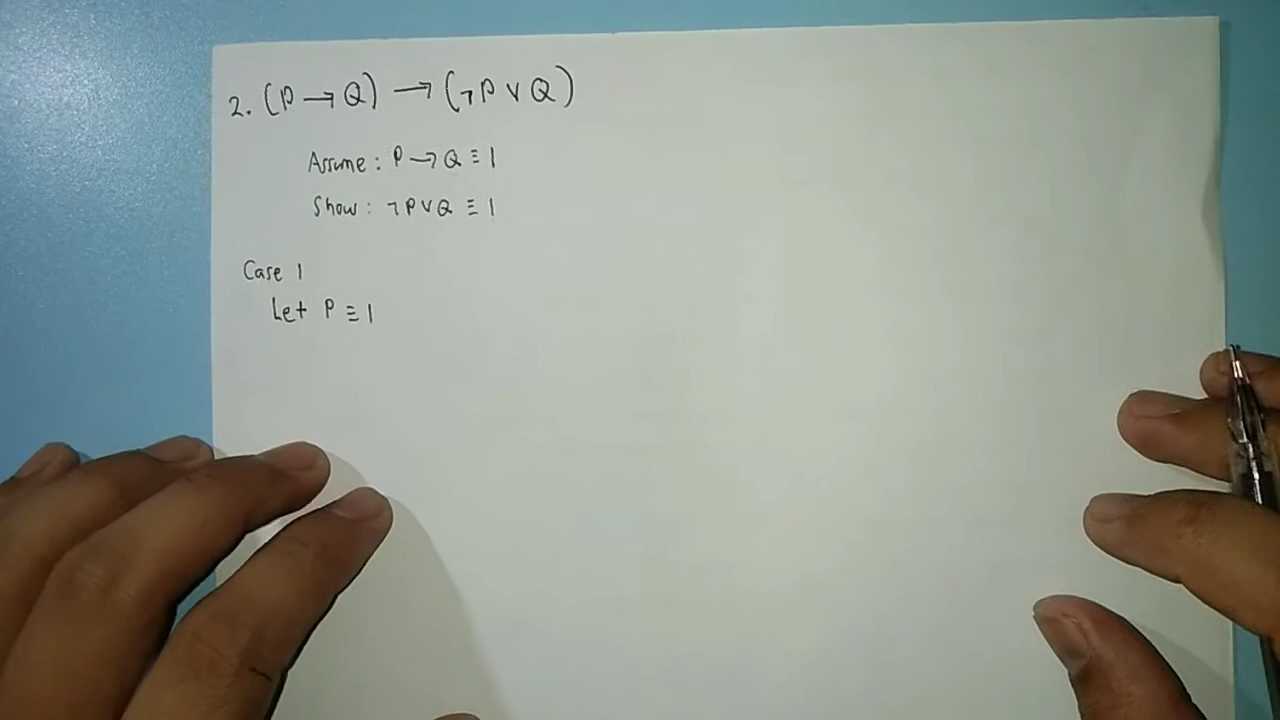 2. (P → Q) → (¬P ∨ Q)
Assume: P → Q ≡ 1
Show: ¬P ∨ Q ≡ 1
Case 1
Let P ≡ 1